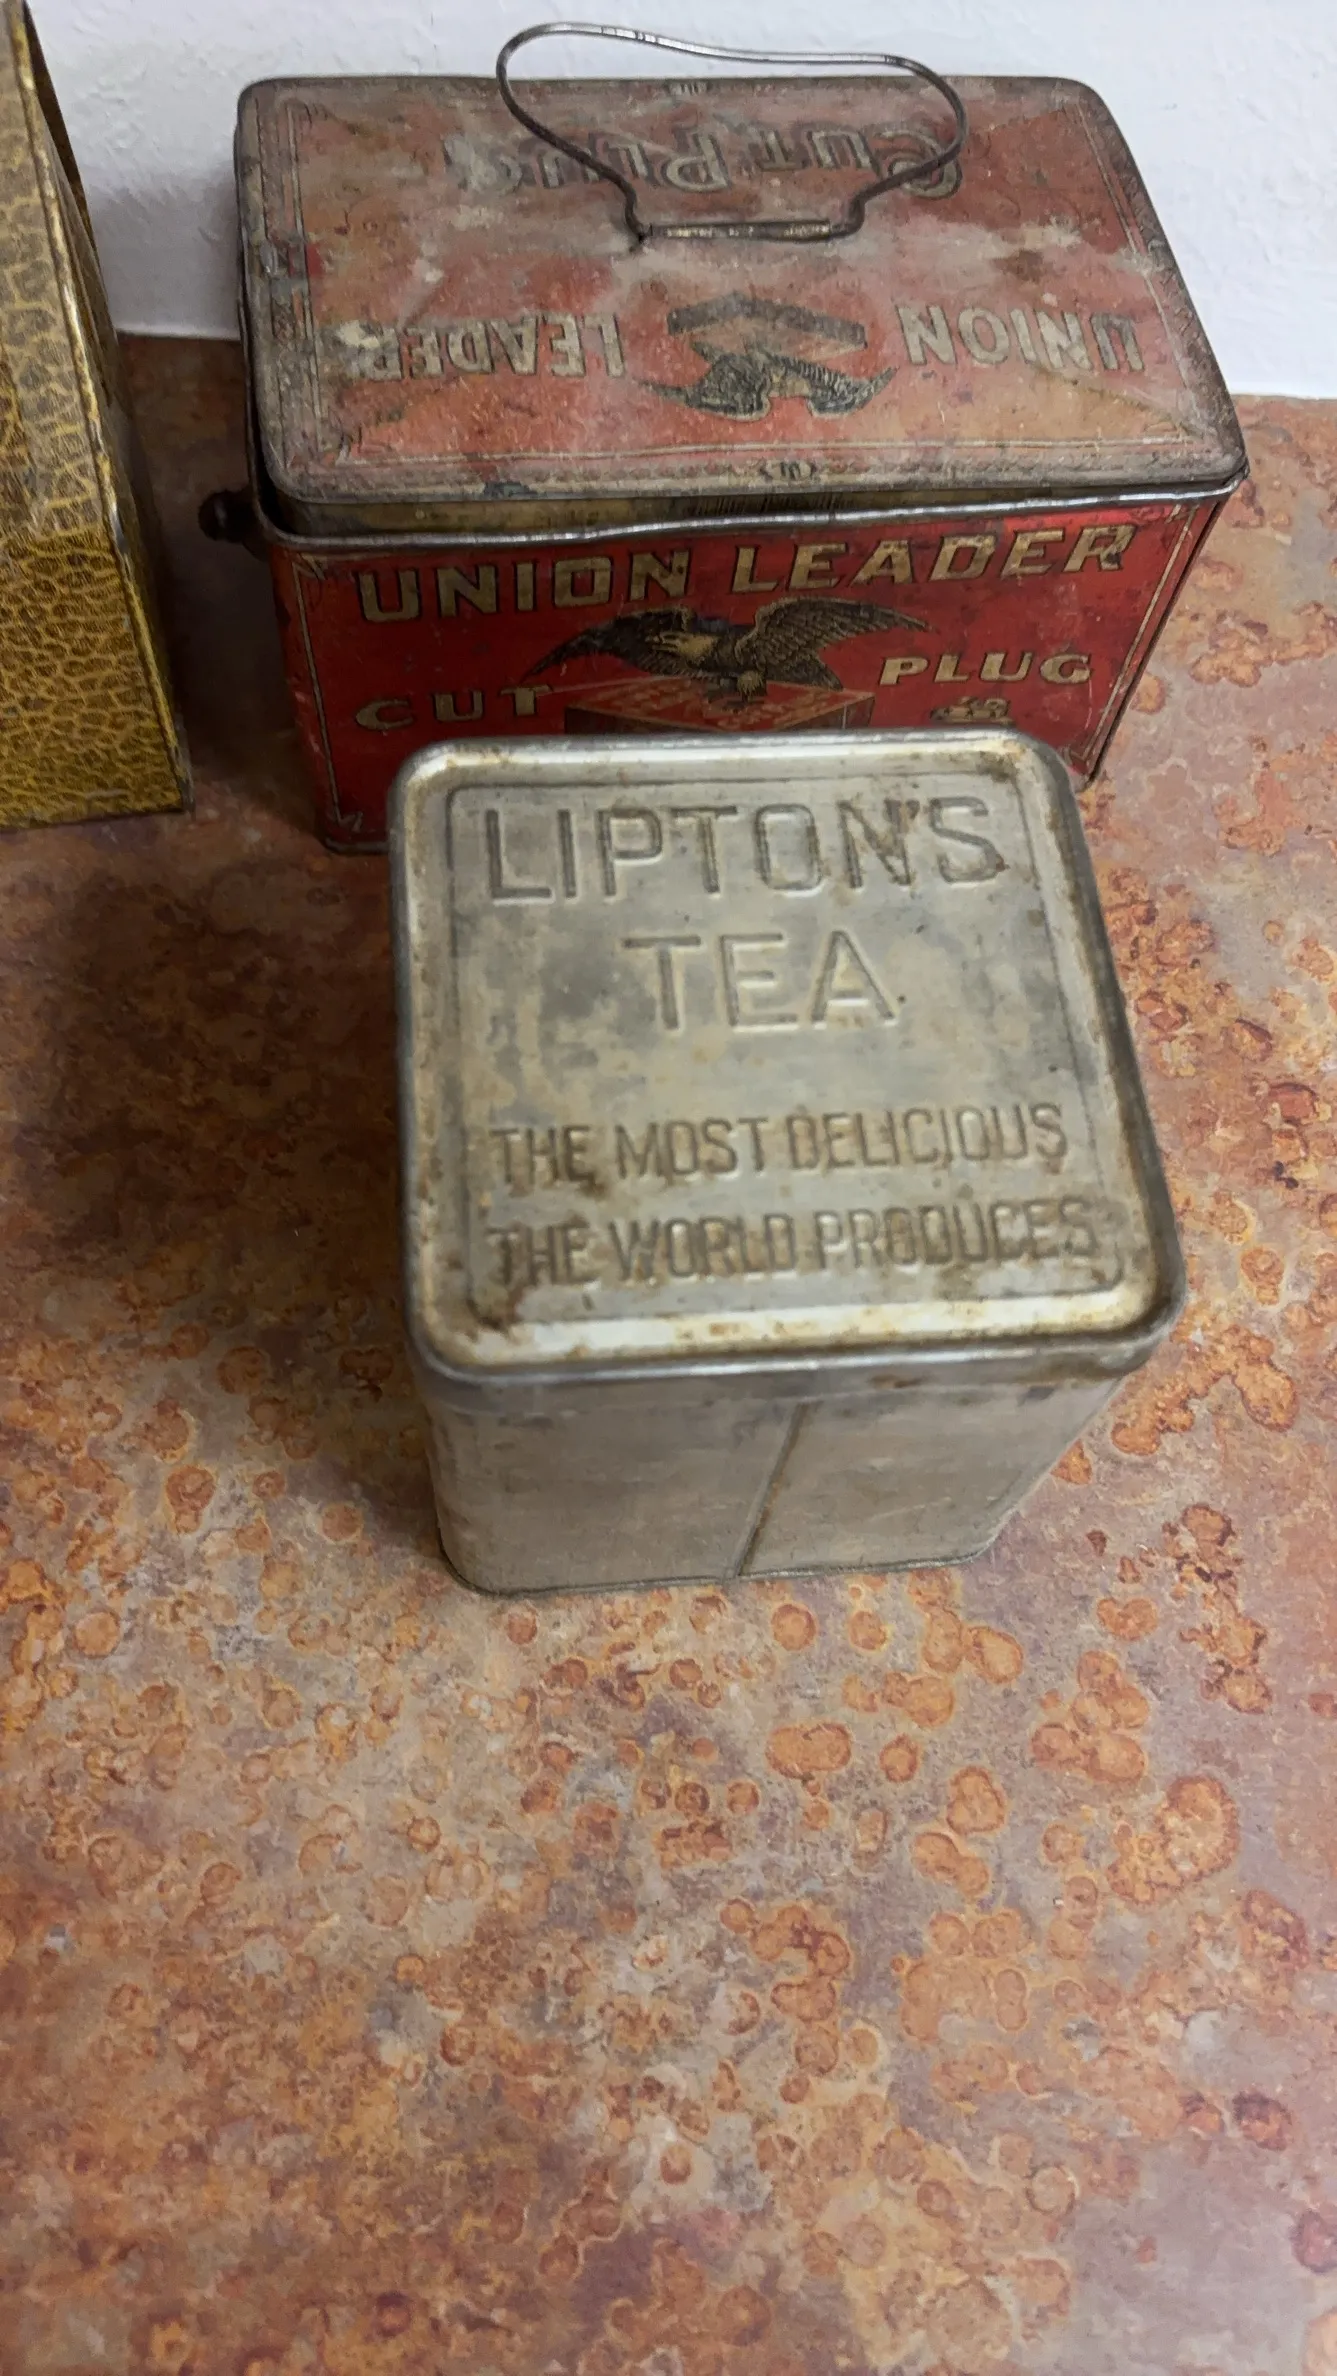 CUT PLUG
UNION LEADER
UNION LEADER
CUT PLUG
LIPTON'S
TEA
THE MOST DELICIOUS
THE WORLD PRODUCES